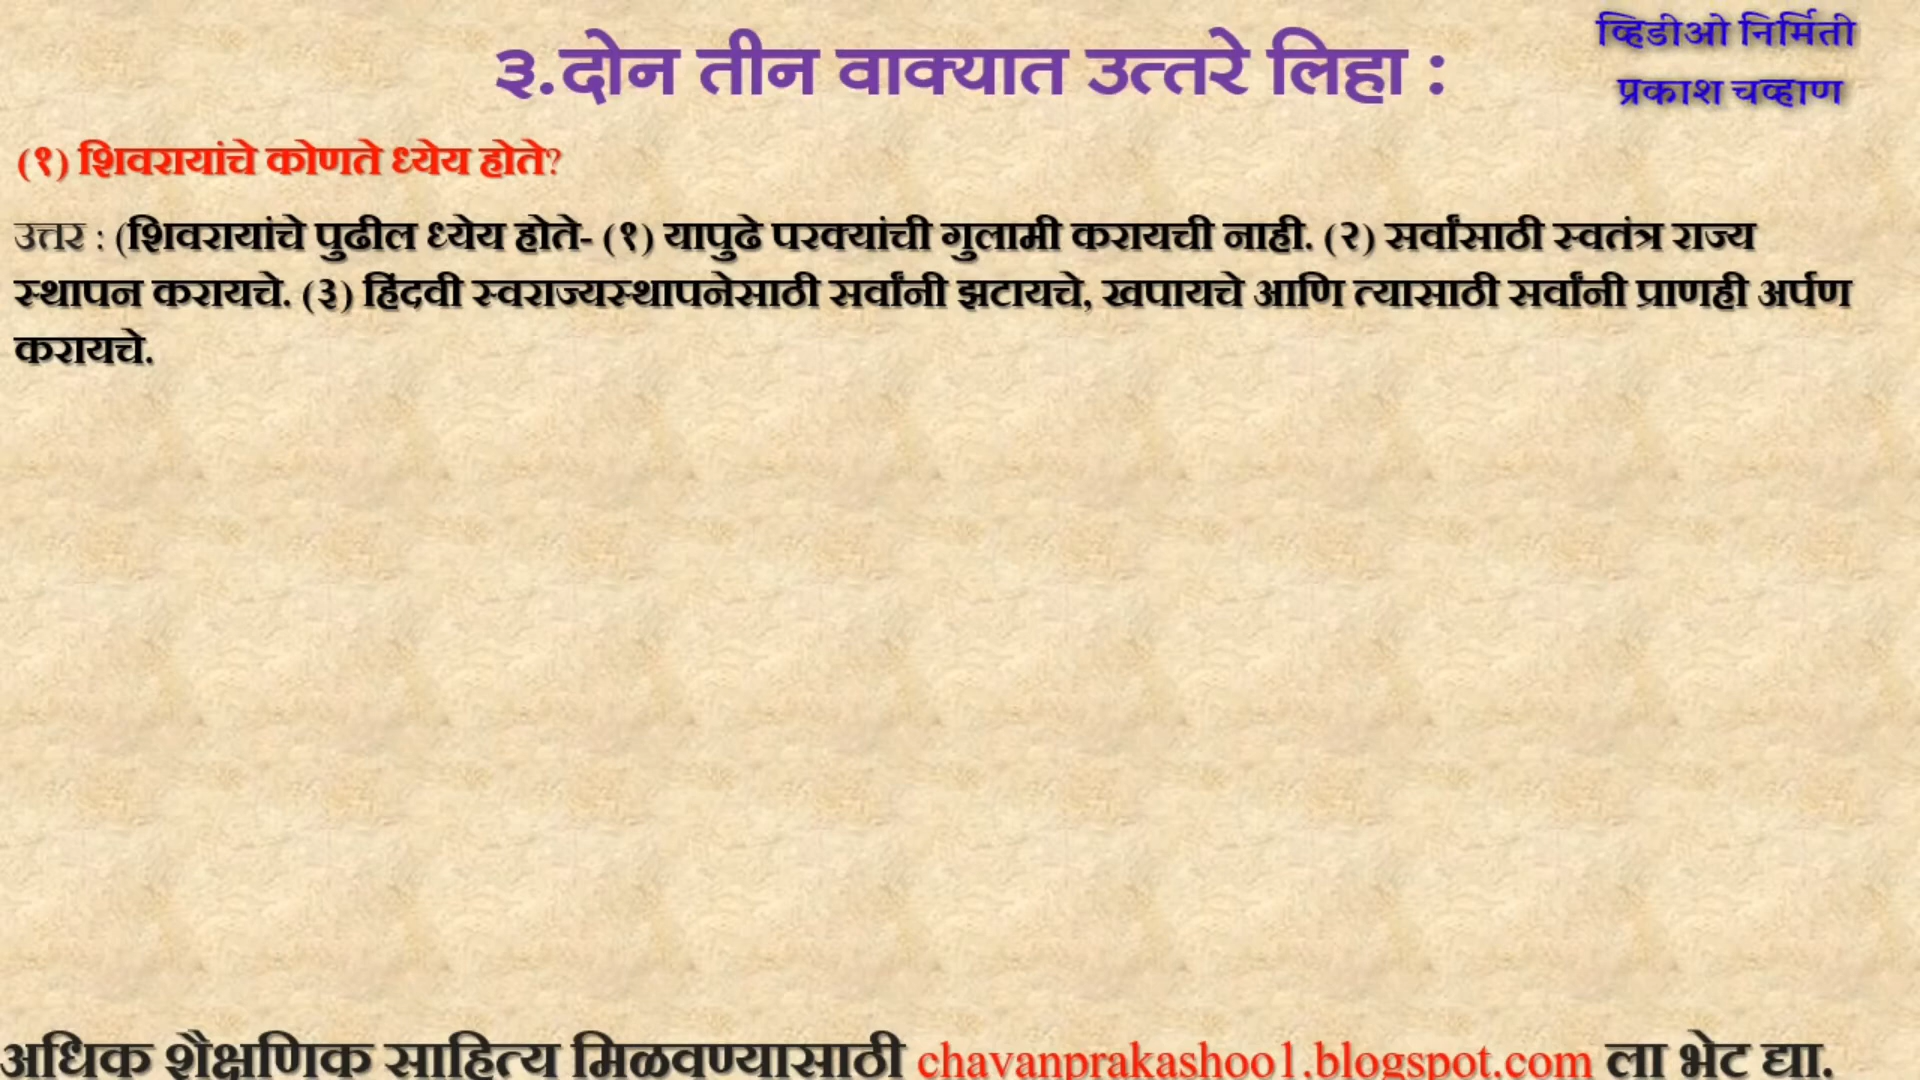 ३.दोन तीन वाक्यात उत्तरे लिहा :
व्हिडीओ निर्मिती
प्रकाश चव्हाण
(१) शिवरायांचे कोणते ध्येय होते?
उत्तर : (शिवरायांचे पुढील ध्येय होते- (१) यापुढे परक्यांची गुलामी करायची नाही. (२) सर्वांसाठी स्वतंत्र राज्य
स्थापन करायचे. (३) हिंदवी स्वराज्यस्थापनेसाठी सर्वांनी झटायचे, खपायचे आणि त्यासाठी सर्वांनी प्राणही अर्पण
करायचे.
अधिक शैक्षणिक साहित्य मिळवण्यासाठी chavanprakashoo1.blogspot.com ला भेट द्या.